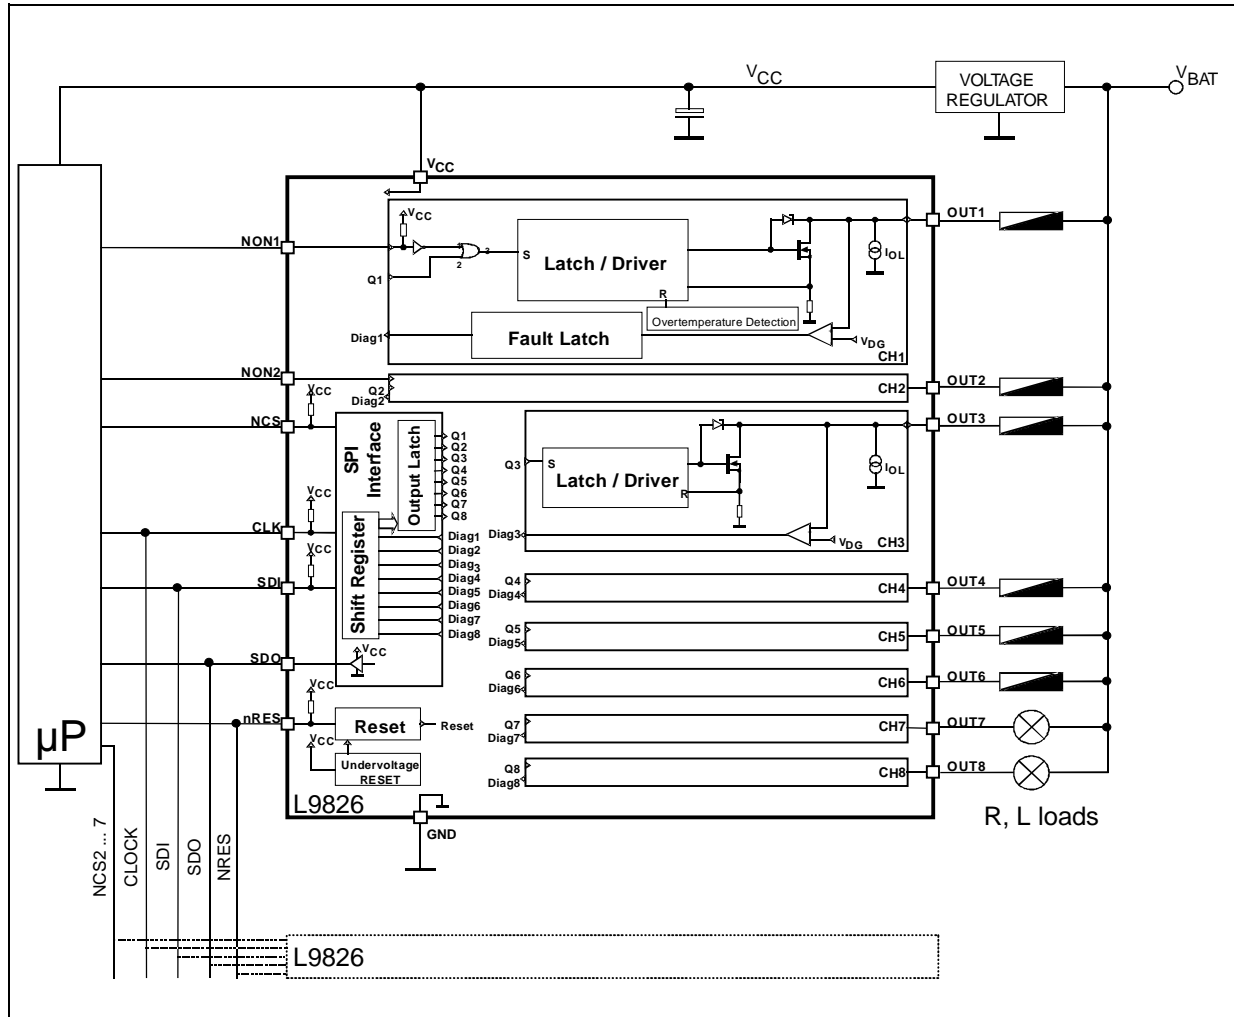 VCC
VOLTAGE
REGULATOR
VBAT
VCC
VCC
NON1
OUT1
1
3
2
S
Latch / Driver
IOL
Q1
R
Overtemperature Detection
Diag1
Fault Latch
VDG
CH1
NON2
VCC
Q2
Diag2
CH2
OUT2
NCS
SPI
Interface
Output Latch
Q1
Q2
Q3
Q4
Q5
Q6
Q7
Q8
OUT3
Q3
S
Latch / Driver
R
IOL
VCC
CLK
Diag3
VDG
CH3
VCC
SDI
Shift Register
Diag1
Diag2
Diag3
Diag4
Diag5
Diag6
Diag7
Diag8
Q4
Diag4
CH4
OUT4
Q5
Diag5
CH5
OUT5
SDO
VCC
Q6
Diag6
CH6
OUT6
VCC
nRES
Reset
Reset
Q7
Diag7
CH7
OUT7
µP
VCC
Undervoltage
RESET
Q8
Diag8
CH8
OUT8
L9826
GND
R, L loads
NCS2 ... 7
CLOCK
SDI
SDO
NRES
L9826